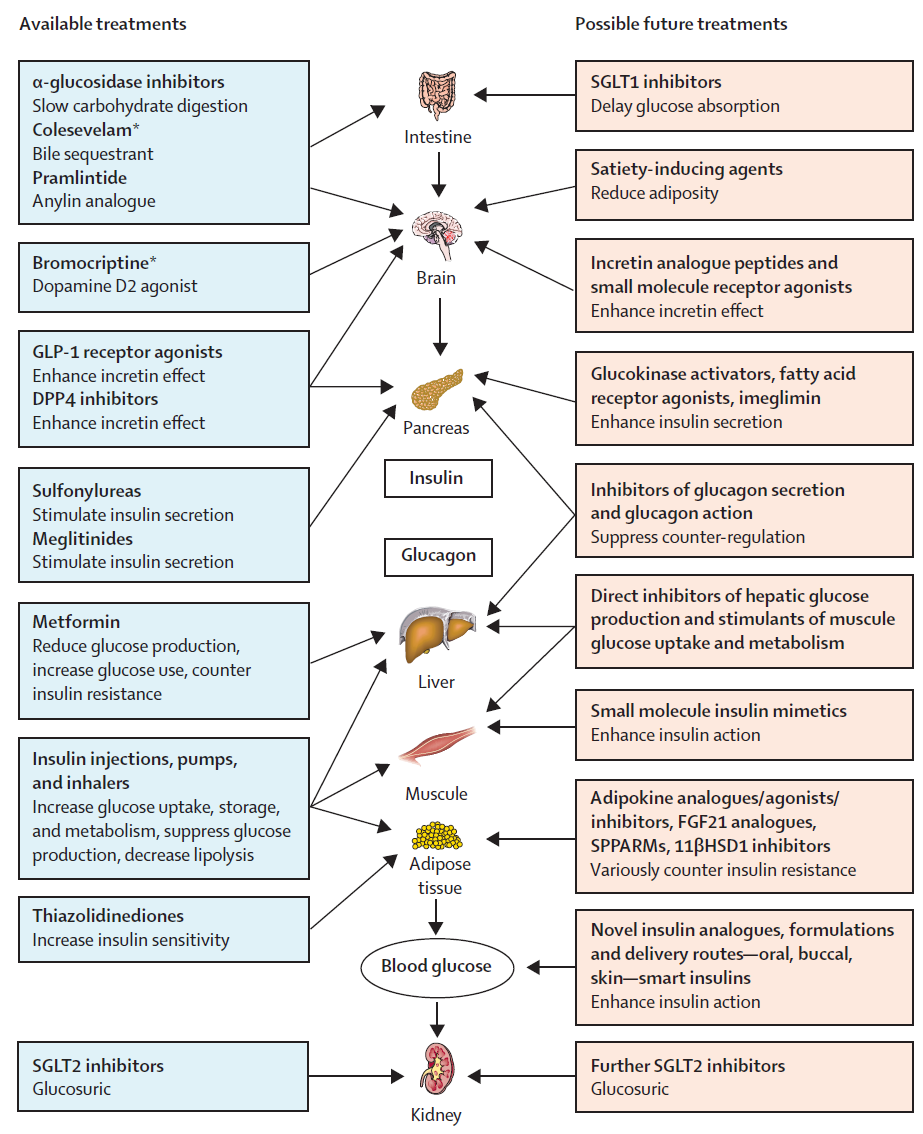 Available treatments
Possible future treatments
α-glucosidase inhibitors
Slow carbohydrate digestion
Colesevelam*
Bile sequestrant
Pramlintide
Anylin analogue
Bromocriptine*
Dopamine D2 agonist
GLP-1 receptor agonists
Enhance incretin effect
DPP4 inhibitors
Enhance incretin effect
Sulfonylureas
Stimulate insulin secretion
Meglitinides
Stimulate insulin secretion
Metformin
Reduce glucose production,
increase glucose use, counter
insulin resistance
Insulin injections, pumps,
and inhalers
Increase glucose uptake, storage,
and metabolism, suppress glucose
production, decrease lipolysis
Thiazolidinediones
Increase insulin sensitivity
SGLT2 inhibitors
Glucosuric
Intestine
Brain
Pancreas
Insulin
Glucagon
Liver
Muscle
Adipose
tissue
Blood glucose
Kidney
SGLT1 inhibitors
Delay glucose absorption
Satiety-inducing agents
Reduce adiposity
Incretin analogue peptides and
small molecule receptor agonists
Enhance incretin effect
Glucokinase activators, fatty acid
receptor agonists, imeglimin
Enhance insulin secretion
Inhibitors of glucagon secretion
and glucagon action
Suppress counter-regulation
Direct inhibitors of hepatic glucose
production and stimulants of muscule
glucose uptake and metabolism
Small molecule insulin mimetics
Enhance insulin action
Adipokine analogues/agonists/
inhibitors, FGF21 analogues,
SPPARMs, 11βHSD1 inhibitors
Variously counter insulin resistance
Novel insulin analogues, formulations
and delivery routes—oral, buccal,
skin—smart insulins
Enhance insulin action
Further SGLT2 inhibitors
Glucosuric